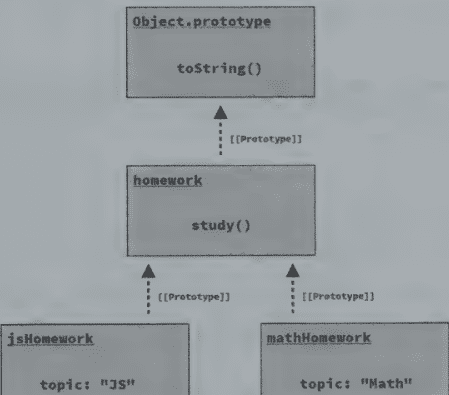 Object.prototype
toString()
[[Prototype]]
homework
study()
[[Prototype]]
[[Prototype]]
jsHomework
mathHomework
topic: "JS"
topic: "Math"